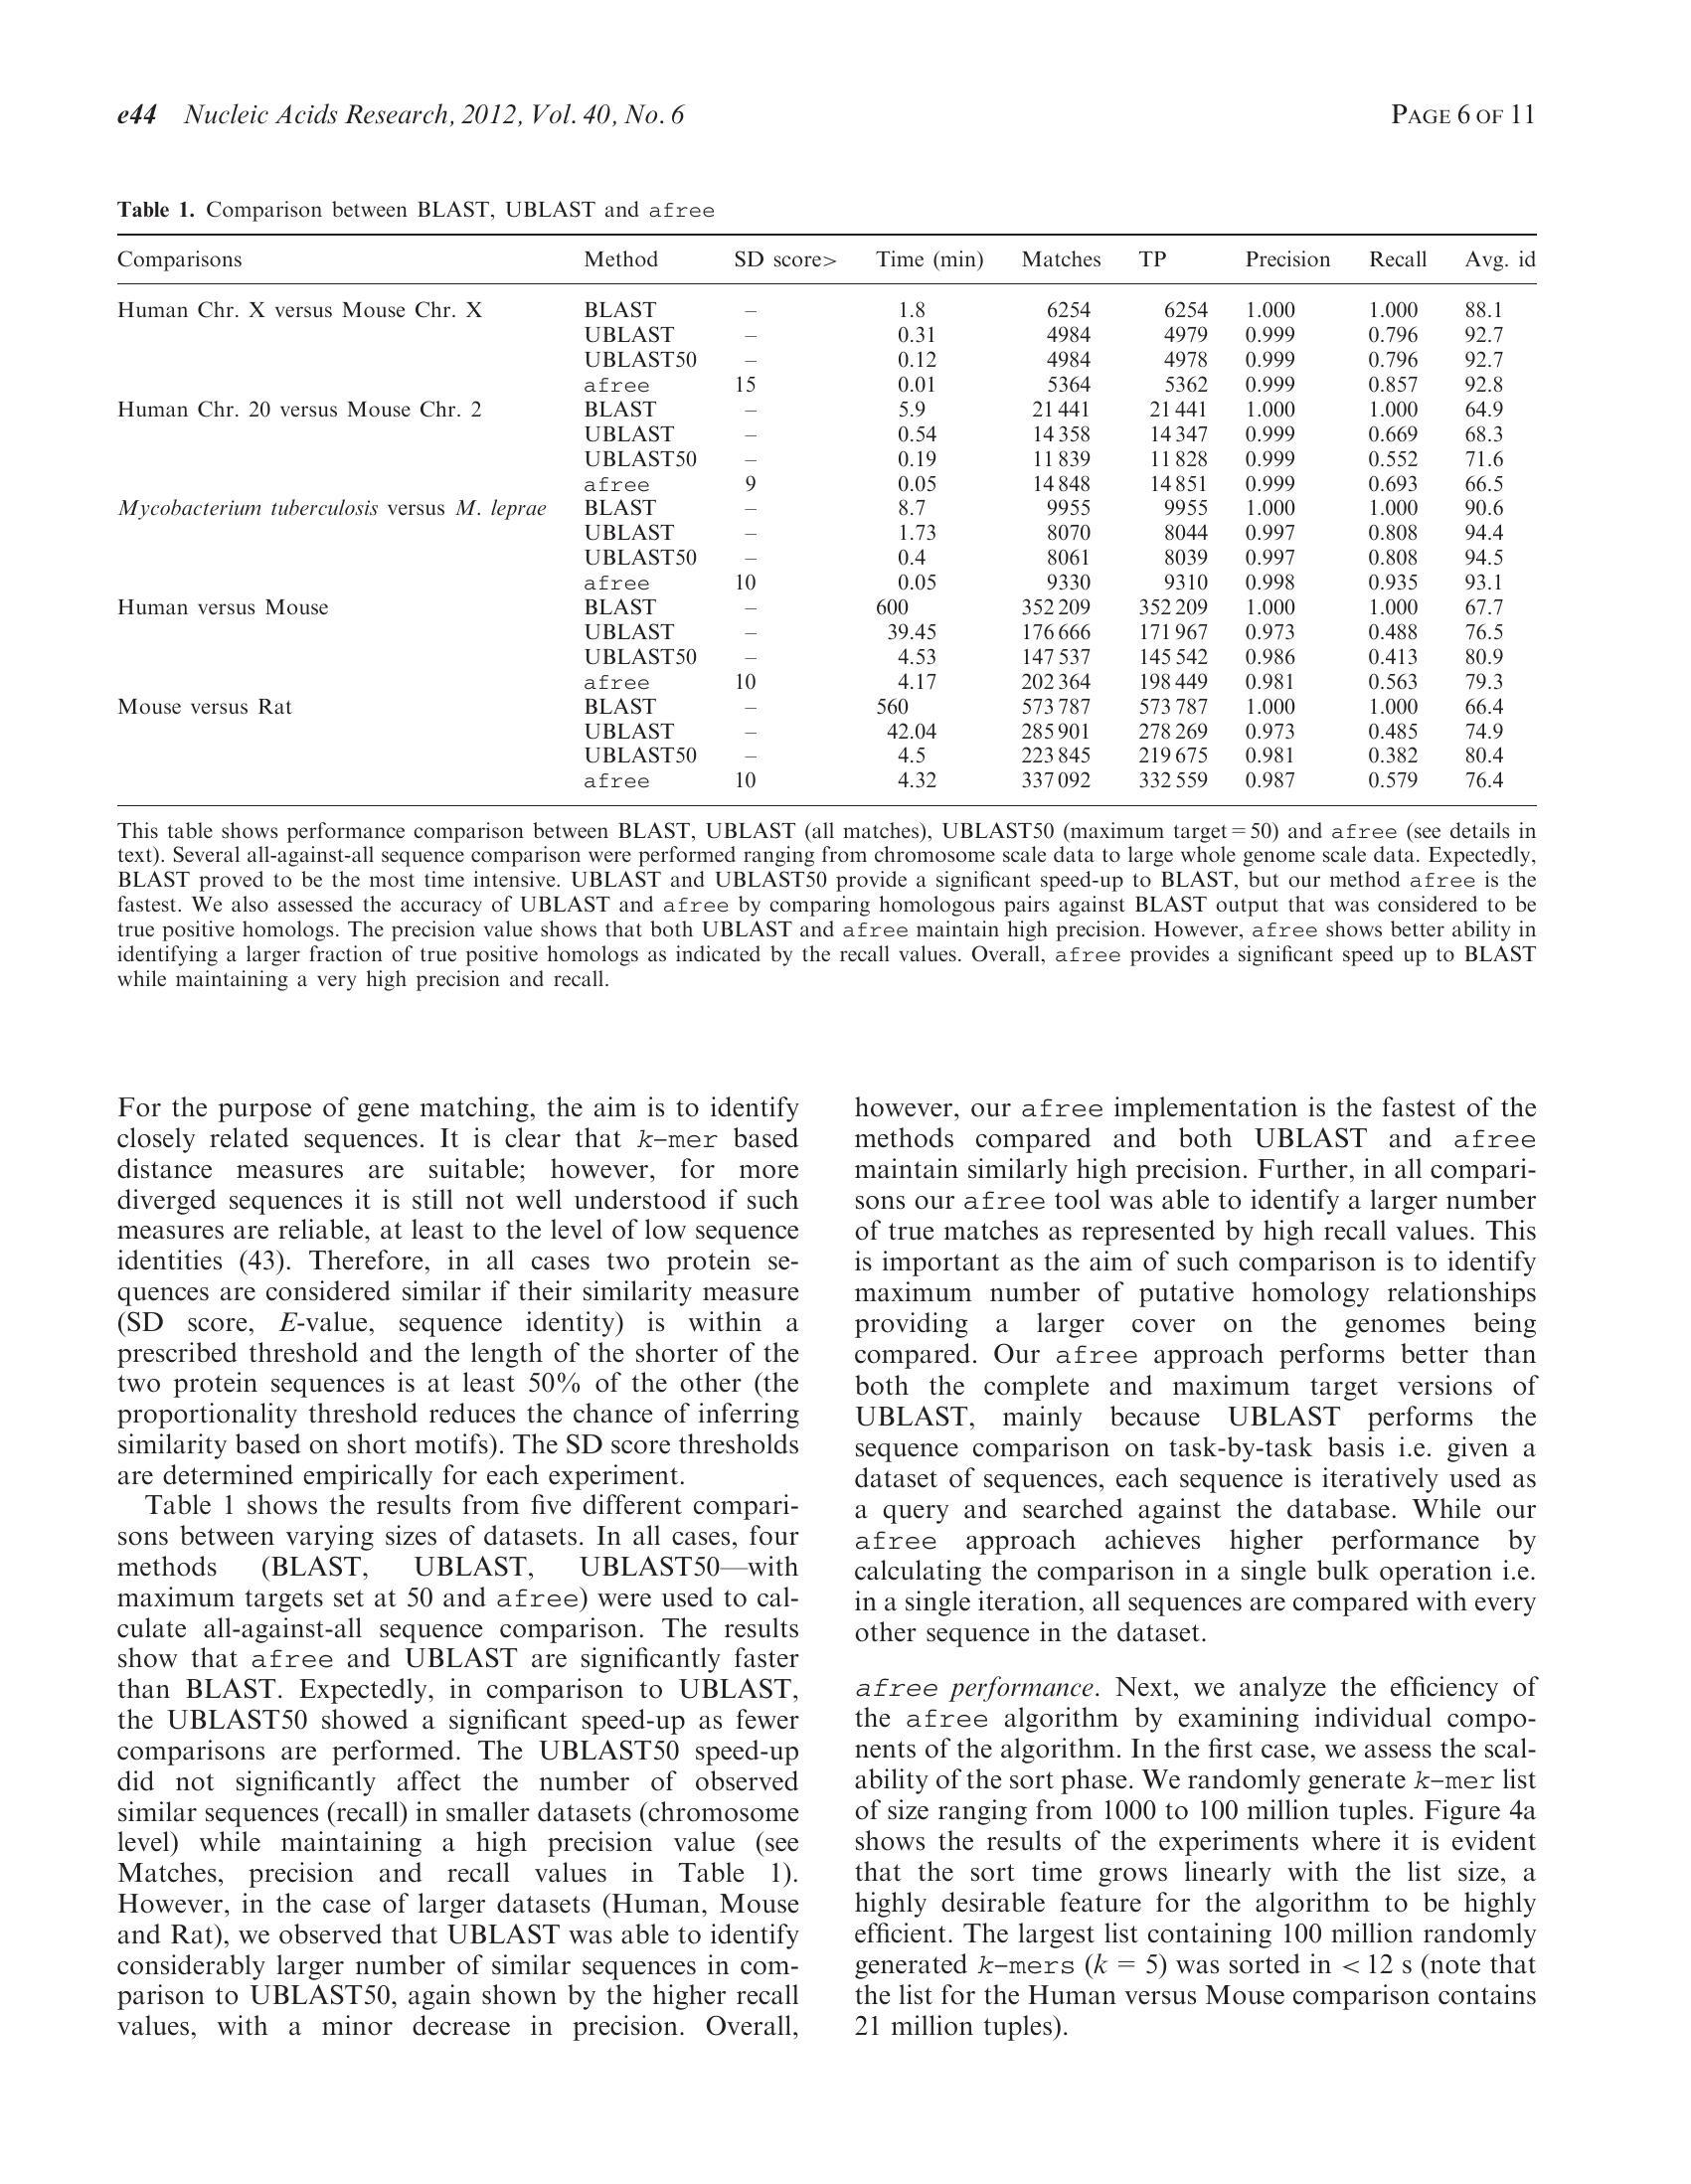 e44 Nucleic Acids Research, 2012, Vol. 40, No. 6 PAGE 6 OF 11
Table 1. Comparison between BLAST, UBLAST and afree
Comparisons Method SD score> Time (min) Matches TP Precision Recall Avg. id
Human Chr. X versus Mouse Chr. X BLAST – 1.8 6254 6254 1.000 1.000 88.1
UBLAST – 0.31 4984 4979 0.999 0.796 92.7
UBLAST50 – 0.12 4984 4978 0.999 0.796 92.7
afree 15 0.01 5364 5362 0.999 0.857 92.8
Human Chr. 20 versus Mouse Chr. 2 BLAST – 5.9 21 441 21 441 1.000 1.000 64.9
UBLAST – 0.54 14 358 14 347 0.999 0.669 68.3
UBLAST50 – 0.19 11 839 11 828 0.999 0.552 71.6
afree 9 0.05 14 848 14 851 0.999 0.693 66.5
Mycobacterium tuberculosis versus M. leprae BLAST – 8.7 9955 9955 1.000 1.000 90.6
UBLAST – 1.73 8070 8044 0.997 0.808 94.4
UBLAST50 – 0.4 8061 8039 0.997 0.808 94.5
afree 10 0.05 9330 9310 0.998 0.935 93.1
Human versus Mouse BLAST – 600 352 209 352 209 1.000 1.000 67.7
UBLAST – 39.45 176 666 171 967 0.973 0.488 76.5
UBLAST50 – 4.53 147 537 145 542 0.986 0.413 80.9
afree 10 4.17 202 364 198 449 0.981 0.563 79.3
Mouse versus Rat BLAST – 560 573 787 573 787 1.000 1.000 66.4
UBLAST – 42.04 285 901 278 269 0.973 0.485 74.9
UBLAST50 – 4.5 223 845 219 675 0.981 0.382 80.4
afree 10 4.32 337 092 332 559 0.987 0.579 76.4
This table shows performance comparison between BLAST, UBLAST (all matches), UBLAST50 (maximum target = 50) and afree (see details in
text). Several all-against-all sequence comparison were performed ranging from chromosome scale data to large whole genome scale data. Expectedly,
BLAST proved to be the most time intensive. UBLAST and UBLAST50 provide a significant speed-up to BLAST, but our method afree is the
fastest. We also assessed the accuracy of UBLAST and afree by comparing homologous pairs against BLAST output that was considered to be
true positive homologs. The precision value shows that both UBLAST and afree maintain high precision. However, afree shows better ability in
identifying a larger fraction of true positive homologs as indicated by the recall values. Overall, afree provides a significant speed up to BLAST
while maintaining a very high precision and recall.
For the purpose of gene matching, the aim is to identify
closely related sequences. It is clear that k-mer based
distance measures are suitable; however, for more
diverged sequences it is still not well understood if such
measures are reliable, at least to the level of low sequence
identities (43). Therefore, in all cases two protein se-
quences are considered similar if their similarity measure
(SD score, E-value, sequence identity) is within a
prescribed threshold and the length of the shorter of the
two protein sequences is at least 50% of the other (the
proportionality threshold reduces the chance of inferring
similarity based on short motifs). The SD score thresholds
are determined empirically for each experiment.
Table 1 shows the results from five different compari-
sons between varying sizes of datasets. In all cases, four
methods (BLAST, UBLAST, UBLAST50—with
maximum targets set at 50 and afree) were used to cal-
culate all-against-all sequence comparison. The results
show that afree and UBLAST are significantly faster
than BLAST. Expectedly, in comparison to UBLAST,
the UBLAST50 showed a significant speed-up as fewer
comparisons are performed. The UBLAST50 speed-up
did not significantly affect the number of observed
similar sequences (recall) in smaller datasets (chromosome
level) while maintaining a high precision value (see
Matches, precision and recall values in Table 1).
However, in the case of larger datasets (Human, Mouse
and Rat), we observed that UBLAST was able to identify
considerably larger number of similar sequences in com-
parison to UBLAST50, again shown by the higher recall
values, with a minor decrease in precision. Overall,
however, our afree implementation is the fastest of the
methods compared and both UBLAST and afree
maintain similarly high precision. Further, in all compari-
sons our afree tool was able to identify a larger number
of true matches as represented by high recall values. This
is important as the aim of such comparison is to identify
maximum number of putative homology relationships
providing a larger cover on the genomes being
compared. Our afree approach performs better than
both the complete and maximum target versions of
UBLAST, mainly because UBLAST performs the
sequence comparison on task-by-task basis i.e. given a
dataset of sequences, each sequence is iteratively used as
a query and searched against the database. While our
afree approach achieves higher performance by
calculating the comparison in a single bulk operation i.e.
in a single iteration, all sequences are compared with every
other sequence in the dataset.
afree performance. Next, we analyze the efficiency of
the afree algorithm by examining individual compo-
nents of the algorithm. In the first case, we assess the scal-
ability of the sort phase. We randomly generate k-mer list
of size ranging from 1000 to 100 million tuples. Figure 4a
shows the results of the experiments where it is evident
that the sort time grows linearly with the list size, a
highly desirable feature for the algorithm to be highly
efficient. The largest list containing 100 million randomly
generated k-mers (k = 5) was sorted in < 12 s (note that
the list for the Human versus Mouse comparison contains
21 million tuples).